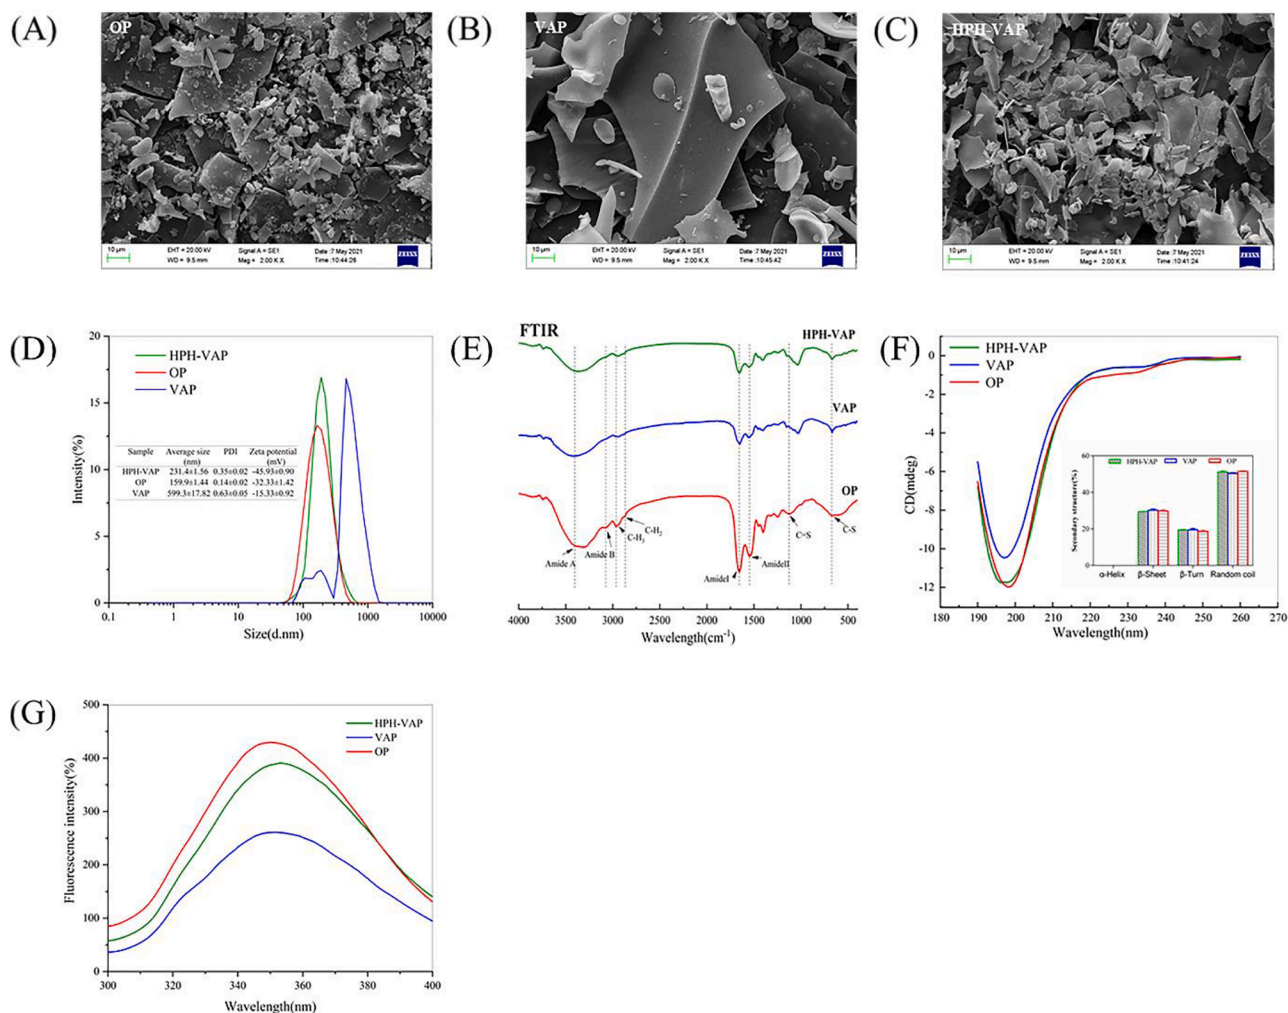 (A)
OP
10 µm
EHT = 20.00 kV
Signal A = SE1
Date :7 May 2021
WD = 9.5 mm
Mag = 2.00 K X
Time :10:44:26
ZEISS
(B)
VAP
10 µm
EHT = 20.00 kV
Signal A = SE1
Date :7 May 2021
WD = 9.5 mm
Mag = 2.00 K X
Time :10:45:42
ZEISS
(C)
HPH-VAP
10 µm
EHT = 20.00 kV
Signal A = SE1
Date :7 May 2021
WD = 9.5 mm
Mag = 2.00 K X
Time :10:41:24
ZEISS
(D)
20
15
10
5
0
Intensity(%)
HPH-VAP
OP
VAP
Sample Average size (nm) PDI Zeta potential (mV)
HPH-VAP 231.4±1.56 0.35±0.02 -45.93±0.90
OP 159.9±1.44 0.14±0.02 -32.33±1.42
VAP 599.3±17.82 0.63±0.05 -15.33±0.92
0.1 1 10 100 1000 10000
Size(d.nm)
(E)
FTIR
HPH-VAP
VAP
OP
C-H₂
C-H₃
Amide B
Amide A
AmideI
AmideII
C=S
C-S
4000 3500 3000 2500 2000 1500 1000 500
Wavelength(cm⁻¹)
(F)
0
-2
-4
-6
-8
-10
-12
CD(mdeg)
HPH-VAP
VAP
OP
HPH-VAP VAP OP
60
40
20
0
Secondary structure(%)
α-Helix β-Sheet β-Turn Random coil
180 190 200 210 220 230 240 250 260 270
Wavelength(nm)
(G)
500
400
300
200
100
0
Fluorescence intensity(%)
HPH-VAP
VAP
OP
300 320 340 360 380 400
Wavelength(nm)